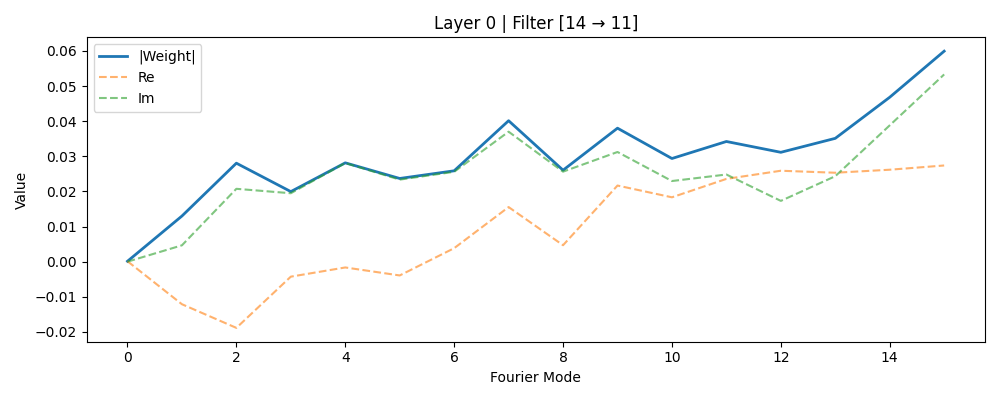 Layer 0 | Filter [14 → 11]
|Weight|
Re
Im
Value
0.06
0.05
0.04
0.03
0.02
0.01
0.00
−0.01
−0.02
0 2 4 6 8 10 12 14
Fourier Mode